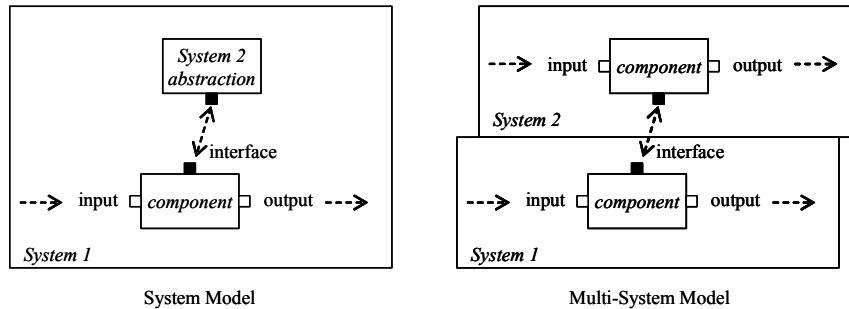 System 2
abstraction
interface
input
component
output
System 1
System Model
input
component
output
System 2
interface
input
component
output
System 1
Multi-System Model